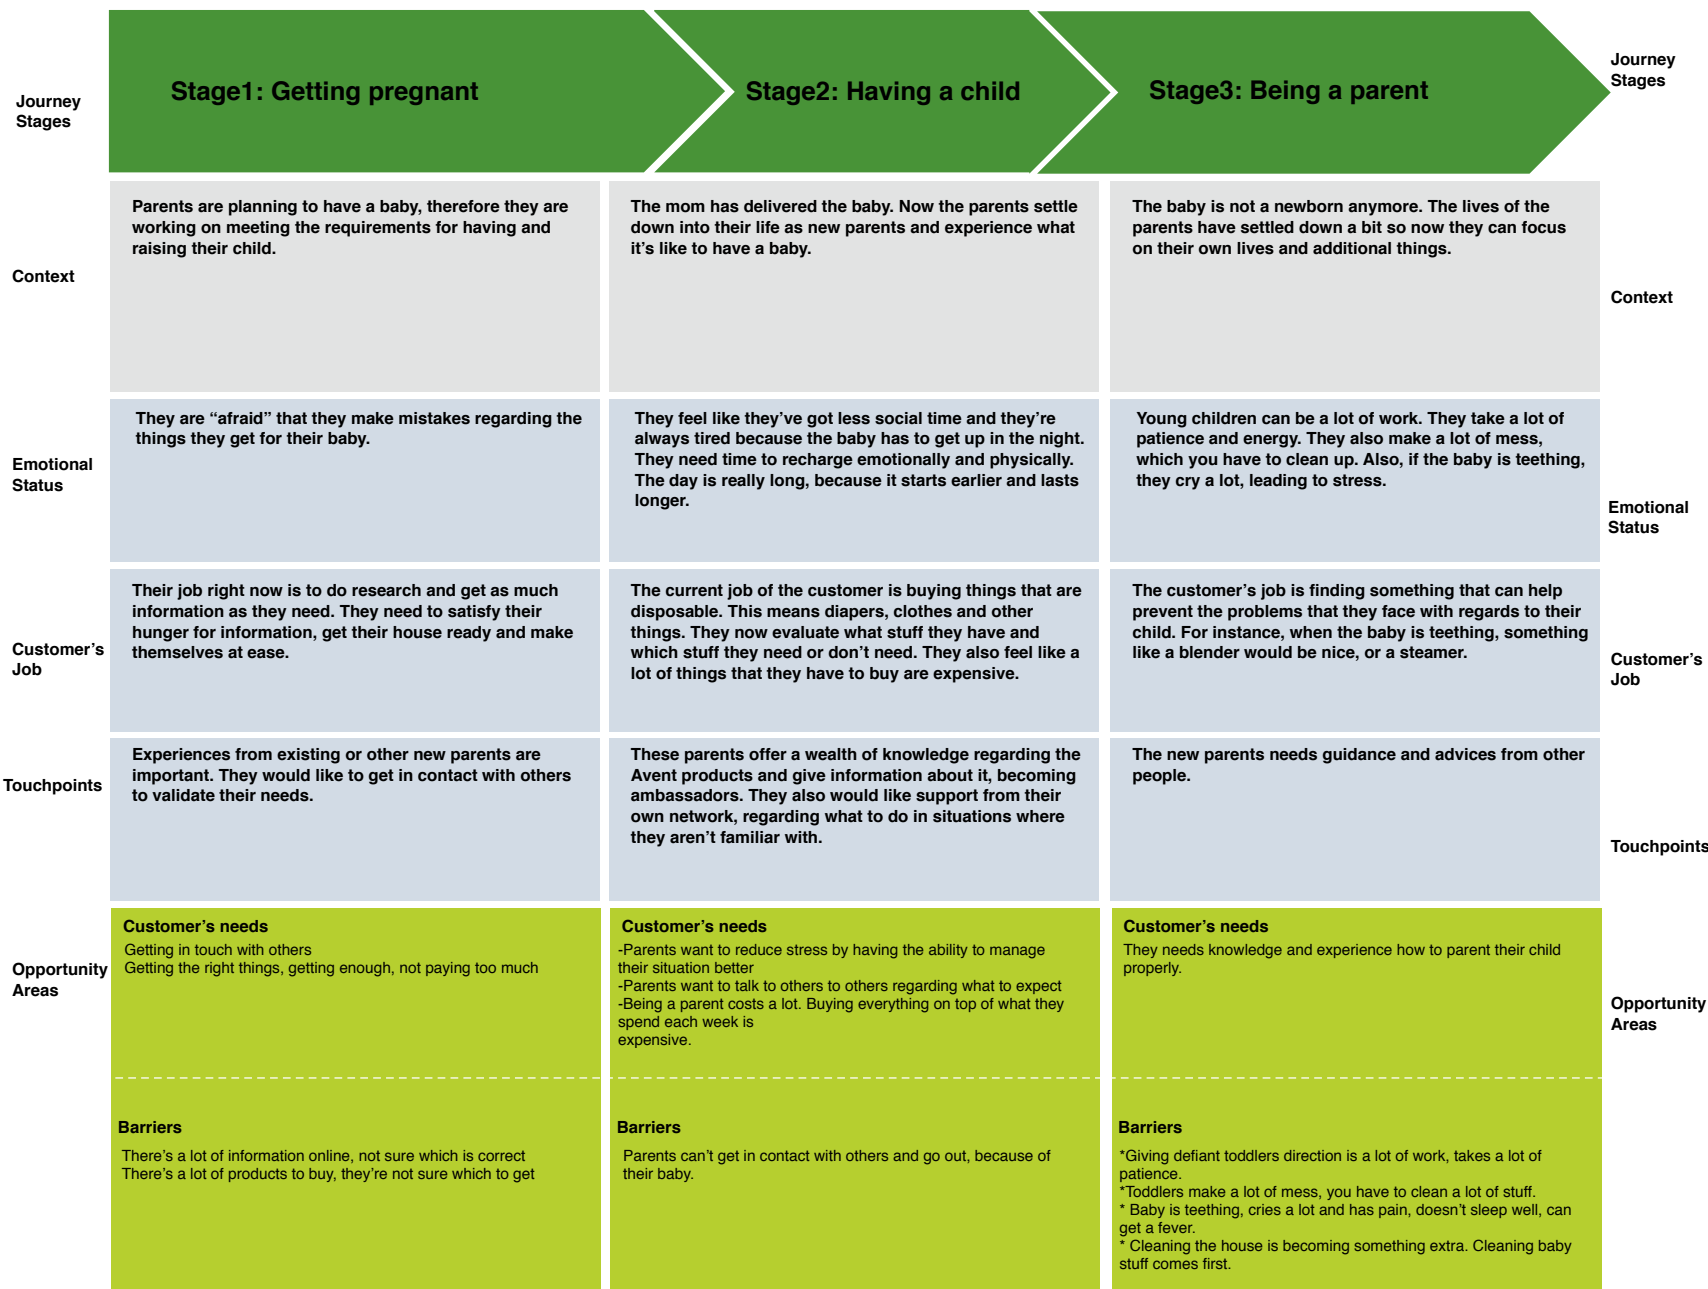 Journey
Stages
Stage1: Getting pregnant
Stage2: Having a child
Stage3: Being a parent
Journey
Stages
Context
Parents are planning to have a baby, therefore they are
working on meeting the requirements for having and
raising their child.
The mom has delivered the baby. Now the parents settle
down into their life as new parents and experience what
it’s like to have a baby.
The baby is not a newborn anymore. The lives of the
parents have settled down a bit so now they can focus
on their own lives and additional things.
Context
Emotional
Status
They are “afraid” that they make mistakes regarding the
things they get for their baby.
They feel like they’ve got less social time and they’re
always tired because the baby has to get up in the night.
They need time to recharge emotionally and physically.
The day is really long, because it starts earlier and lasts
longer.
Young children can be a lot of work. They take a lot of
patience and energy. They also make a lot of mess,
which you have to clean up. Also, if the baby is teething,
they cry a lot, leading to stress.
Emotional
Status
Customer’s
Job
Their job right now is to do research and get as much
information as they need. They need to satisfy their
hunger for information, get their house ready and make
themselves at ease.
The current job of the customer is buying things that are
disposable. This means diapers, clothes and other
things. They now evaluate what stuff they have and
which stuff they need or don’t need. They also feel like a
lot of things that they have to buy are expensive.
The customer’s job is finding something that can help
prevent the problems that they face with regards to their
child. For instance, when the baby is teething, something
like a blender would be nice, or a steamer.
Customer’s
Job
Touchpoints
Experiences from existing or other new parents are
important. They would like to get in contact with others
to validate their needs.
These parents offer a wealth of knowledge regarding the
Avent products and give information about it, becoming
ambassadors. They also would like support from their
own network, regarding what to do in situations where
they aren’t familiar with.
The new parents needs guidance and advices from other
people.
Touchpoints
Opportunity
Areas
Customer’s needs
Getting in touch with others
Getting the right things, getting enough, not paying too much
Customer’s needs
-Parents want to reduce stress by having the ability to manage
their situation better
-Parents want to talk to others to others regarding what to expect
-Being a parent costs a lot. Buying everything on top of what they
spend each week is
expensive.
Customer’s needs
They needs knowledge and experience how to parent their child
properly.
Opportunity
Areas
Barriers
There’s a lot of information online, not sure which is correct
There’s a lot of products to buy, they’re not sure which to get
Barriers
Parents can’t get in contact with others and go out, because of
their baby.
Barriers
*Giving defiant toddlers direction is a lot of work, takes a lot of
patience.
*Toddlers make a lot of mess, you have to clean a lot of stuff.
* Baby is teething, cries a lot and has pain, doesn’t sleep well, can
get a fever.
* Cleaning the house is becoming something extra. Cleaning baby
stuff comes first.